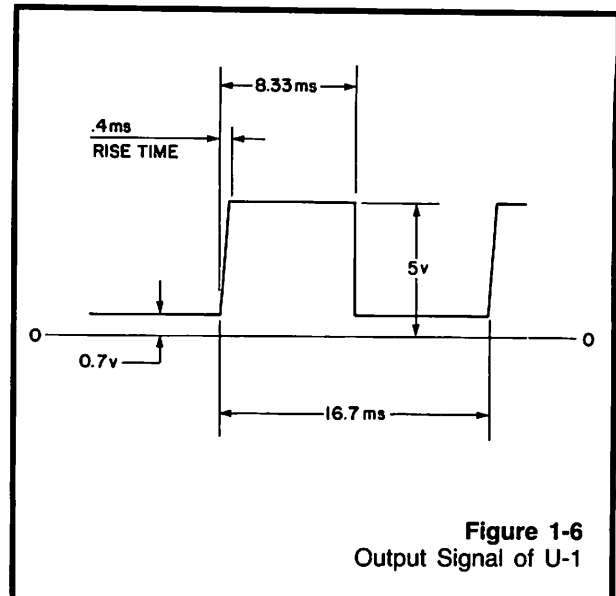 8.33ms
.4ms
RISE TIME
5v
0 0
0.7v
16.7ms
Figure 1-6
Output Signal of U-1